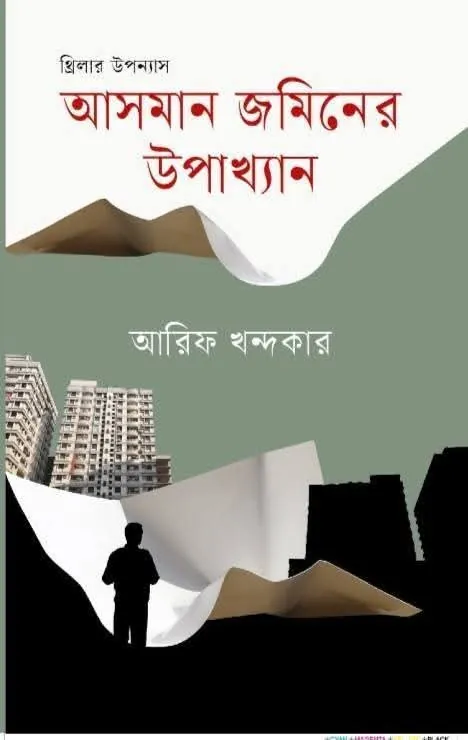 থ্রিলার উপন্যাস
আসমান জমিনের
উপাখ্যান
আরিফ খন্দকার